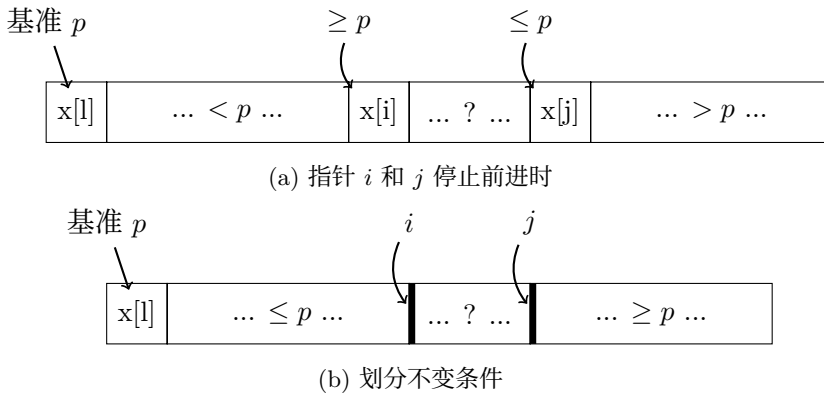 基准 p ≥ p ≤ p
x[l] ... < p ... x[i] ... ? ... x[j] ... > p ...
(a) 指针 i 和 j 停止前进时
基准 p i j
x[l] ... ≤ p ... ... ? ... ... ≥ p ...
(b) 划分不变条件